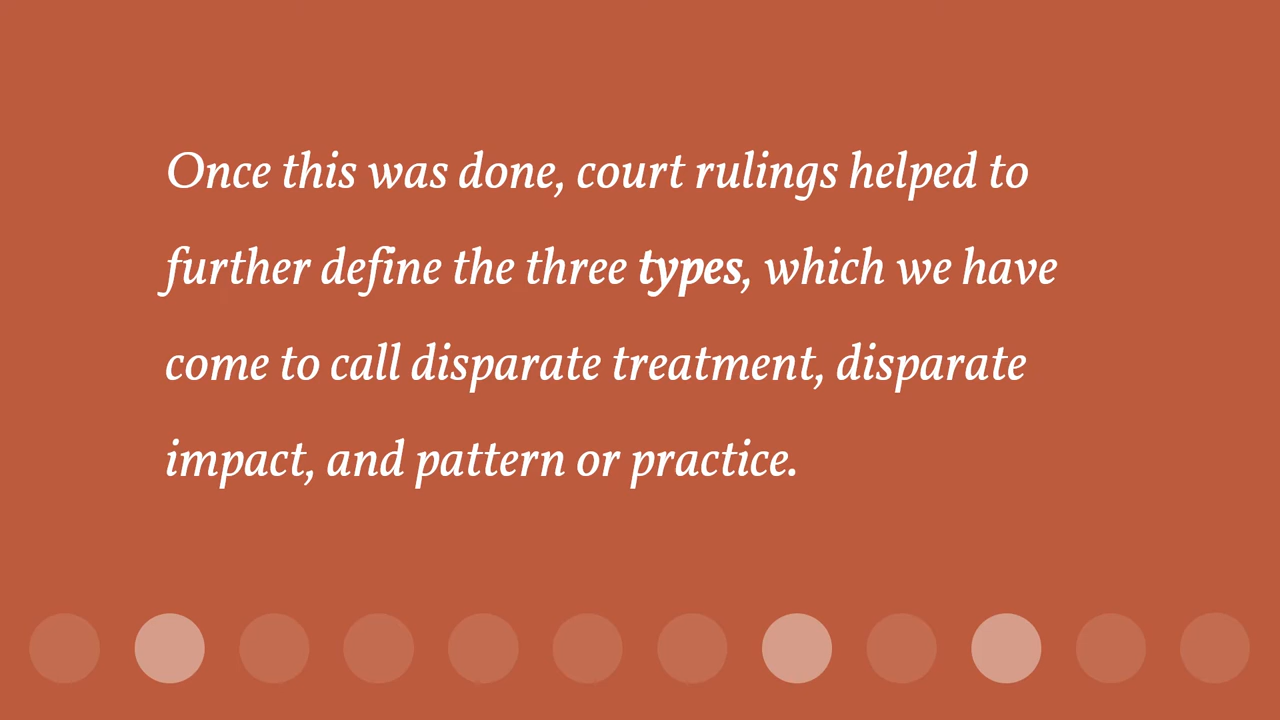 Once this was done, court rulings helped to
further define the three types, which we have
come to call disparate treatment, disparate
impact, and pattern or practice.